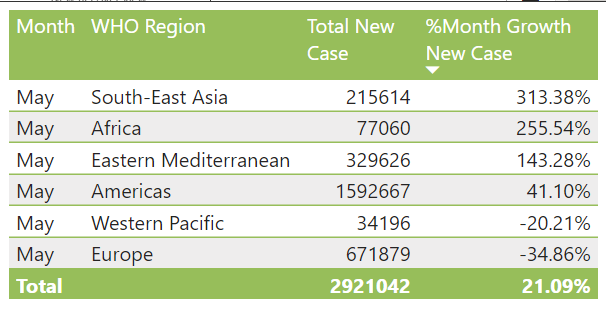 Month WHO Region Total New Case %Month Growth New Case
May South-East Asia 215614 313.38%
May Africa 77060 255.54%
May Eastern Mediterranean 329626 143.28%
May Americas 1592667 41.10%
May Western Pacific 34196 -20.21%
May Europe 671879 -34.86%
Total 2921042 21.09%